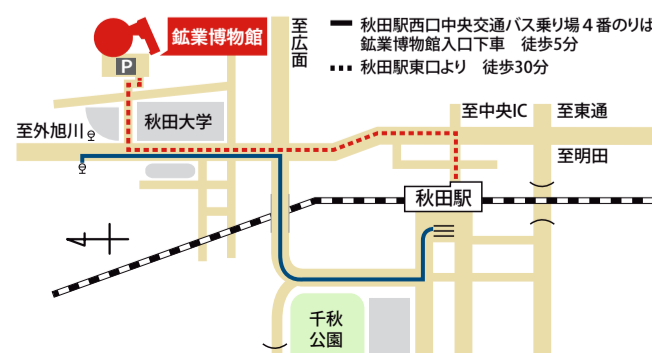 鉱業博物館
P
至広面
秋田駅西口中央交通バス乗り場4番のりば
鉱業博物館入口下車 徒歩5分
秋田駅東口より 徒歩30分
至外旭川
秋田大学
至中央IC
至東通
至明田
秋田駅
千秋
公園